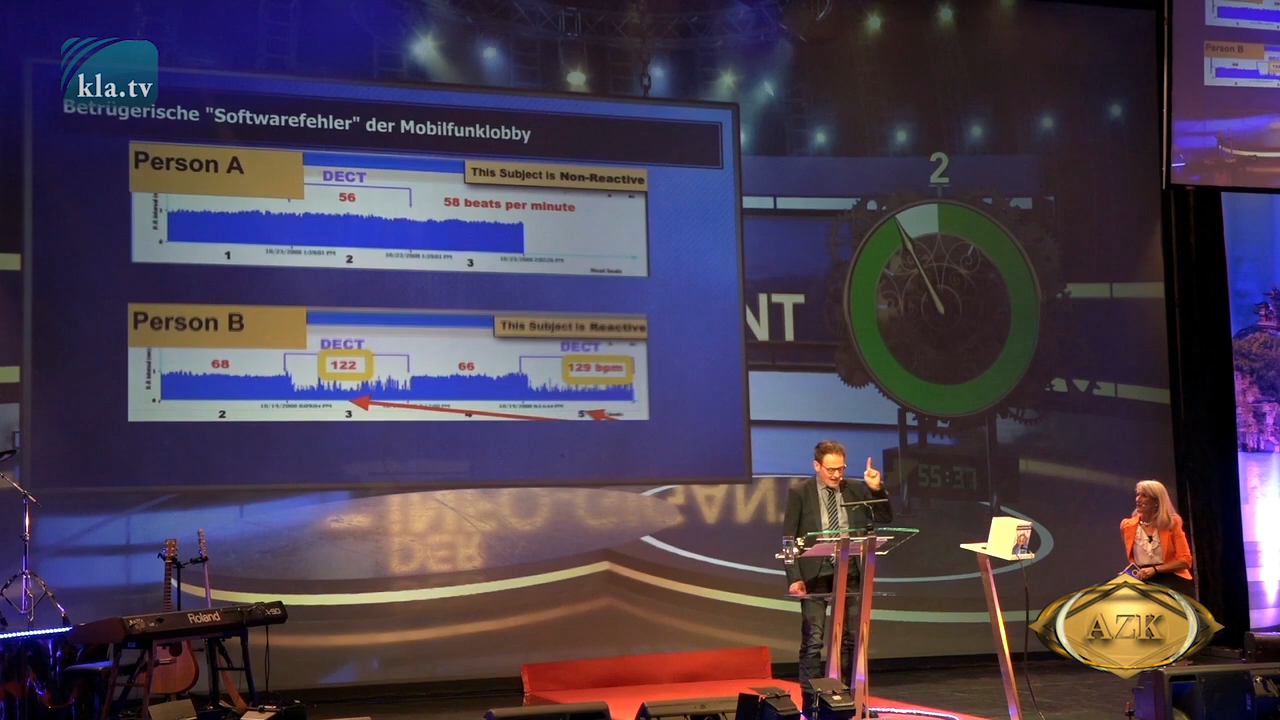 kla.tv
Betrügerische "Softwarefehler" der Mobilfunklobby
Person A
DECT
This Subject is Non-Reactive
56
58 beats per minute
1
2
3
Person B
This Subject is Reactive
DECT
DECT
68
122
66
129 bpm
2
3
5
2
NT
55:37
Roland
AZK
Person B